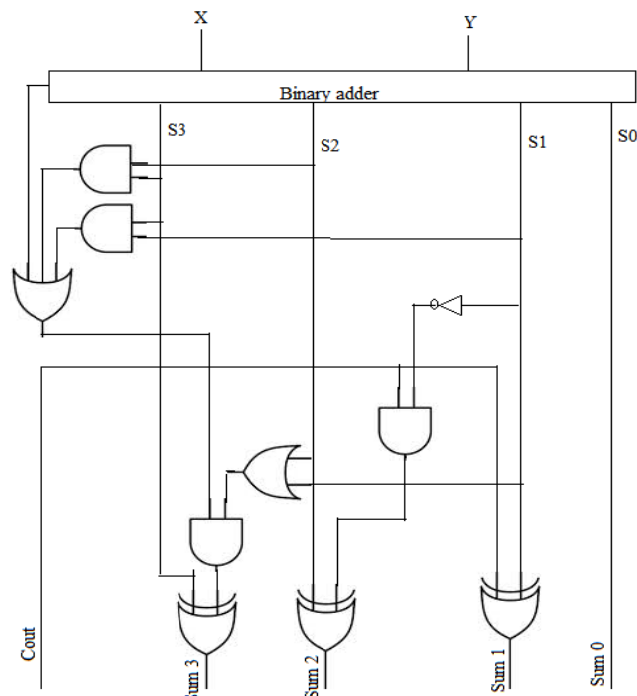 X
Y
Binary adder
S3
S2
S1
S0
Cout
Sum 3
Sum 2
Sum 1
Sum 0